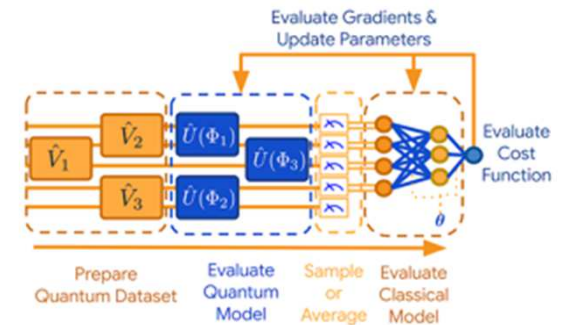 Evaluate Gradients &
Update Parameters
V̂₁
V̂₂
V̂₃
Û(Φ₁)
Û(Φ₂)
Û(Φ₃)
Evaluate
Cost
Function
θ
Prepare
Quantum Dataset
Evaluate
Quantum
Model
Sample
or
Average
Evaluate
Classical
Model